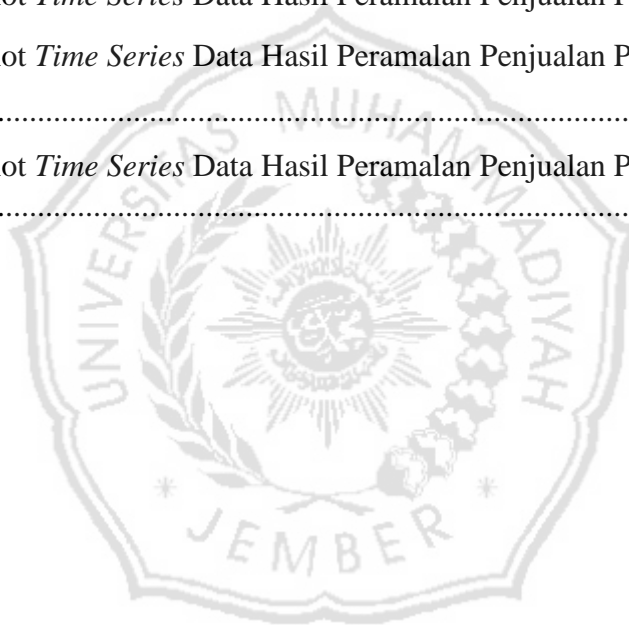 ot Time Series Data Hasil Peramalan Penjualan P
ot Time Series Data Hasil Peramalan Penjualan P
................................................................................
ot Time Series Data Hasil Peramalan Penjualan P
................................................................................
UNIVERSITAS MUHAMMADIYAH
JEMBER